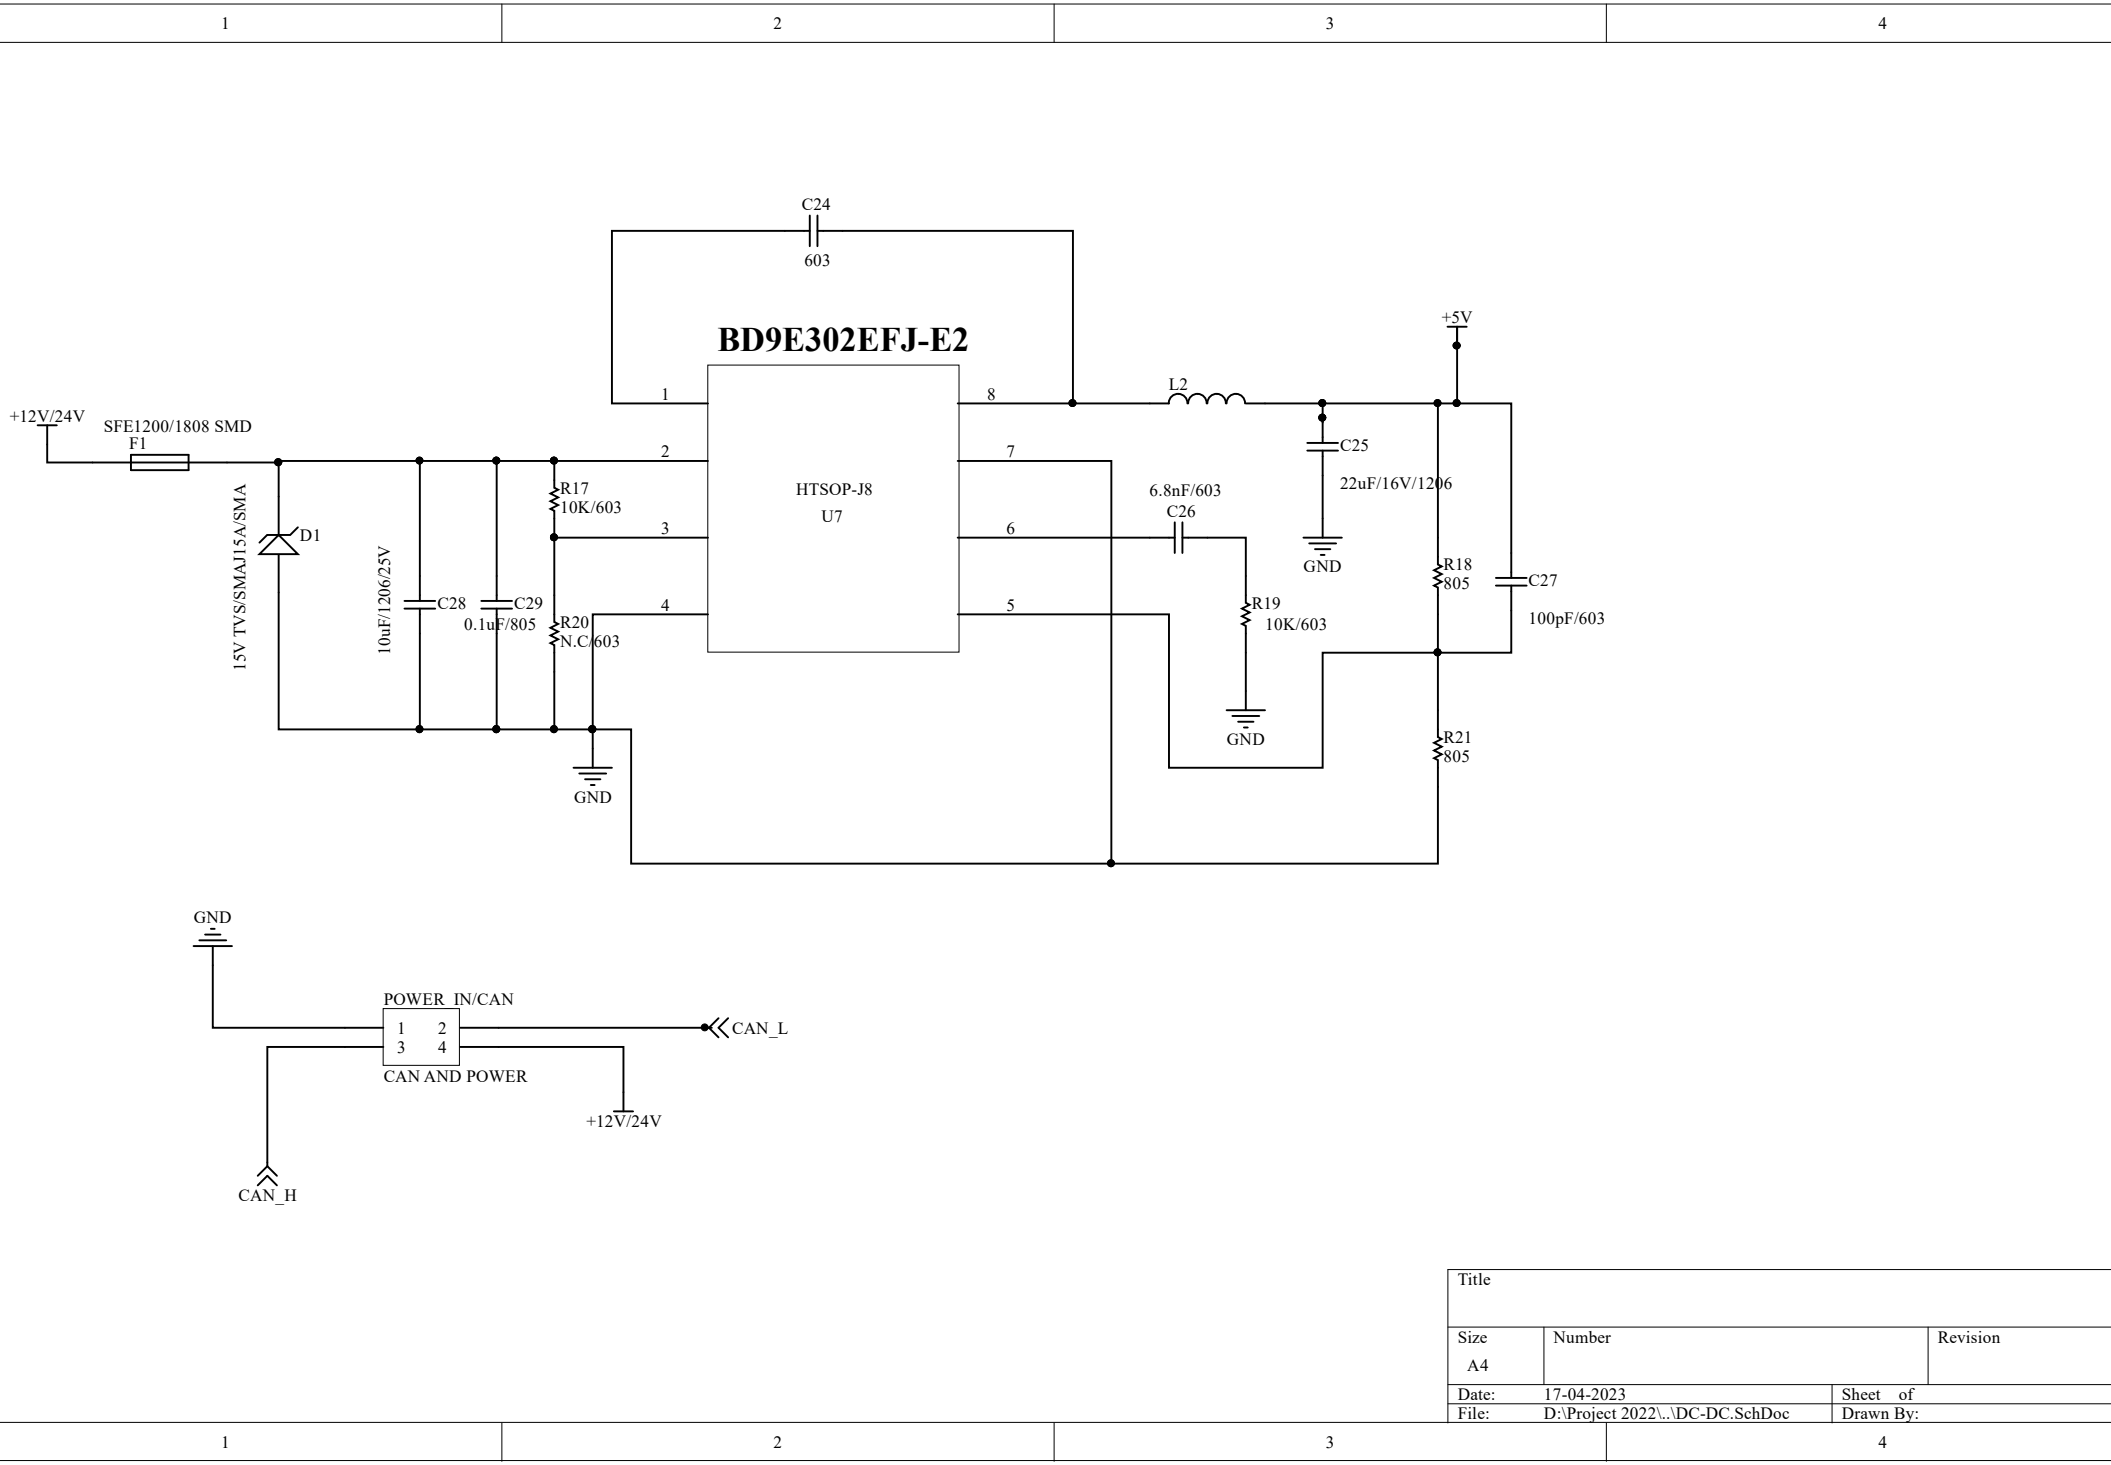 1 2 3 4
C24
603
BD9E302EFJ-E2
+5V
1
8
L2
+12V/24V
SFE1200/1808 SMD
F1
2
7
C25
22uF/16V/1206
R17
10K/603
HTSOP-J8
U7
6.8nF/603
C26
15V TVS/SMAJ15A/SMA
D1
3
6
GND
10uF/1206/25V
C28
C29
0.1uF/805
R20
N.C/603
4
5
R19
10K/603
R18
805
C27
100pF/603
GND
R21
805
GND
GND
POWER IN/CAN
1 2
3 4
CAN AND POWER
CAN_L
+12V/24V
CAN_H
Title
Size
A4
Number
Revision
Date: 17-04-2023
Sheet of
File: D:\Project 2022\..\DC-DC.SchDoc
Drawn By:
1 2 3 4